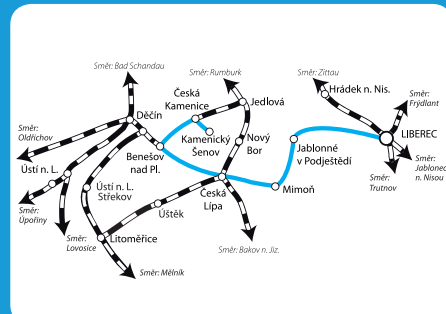 Směr: Bad Schandau
Směr: Rumburk
Směr: Zittau
Česká
Kamenice
Hrádek n. Nis.
Směr:
Frýdlant
Jedlová
Děčín
Směr:
Oldřichov
LIBEREC
Kamenický
Šenov
Nový
Bor
Jablonné
v Podještědí
Benešov
nad Pl.
Ústí n. L.
Směr:
Jablonec
n. Nisou
Směr:
Trutnov
Ústí n. L.
Střekov
Česká
Lípa
Mimoň
Úštěk
Směr:
Úpořiny
Směr:
Lovosice
Litoměřice
Směr: Bakov n. Jiz.
Směr: Mělník